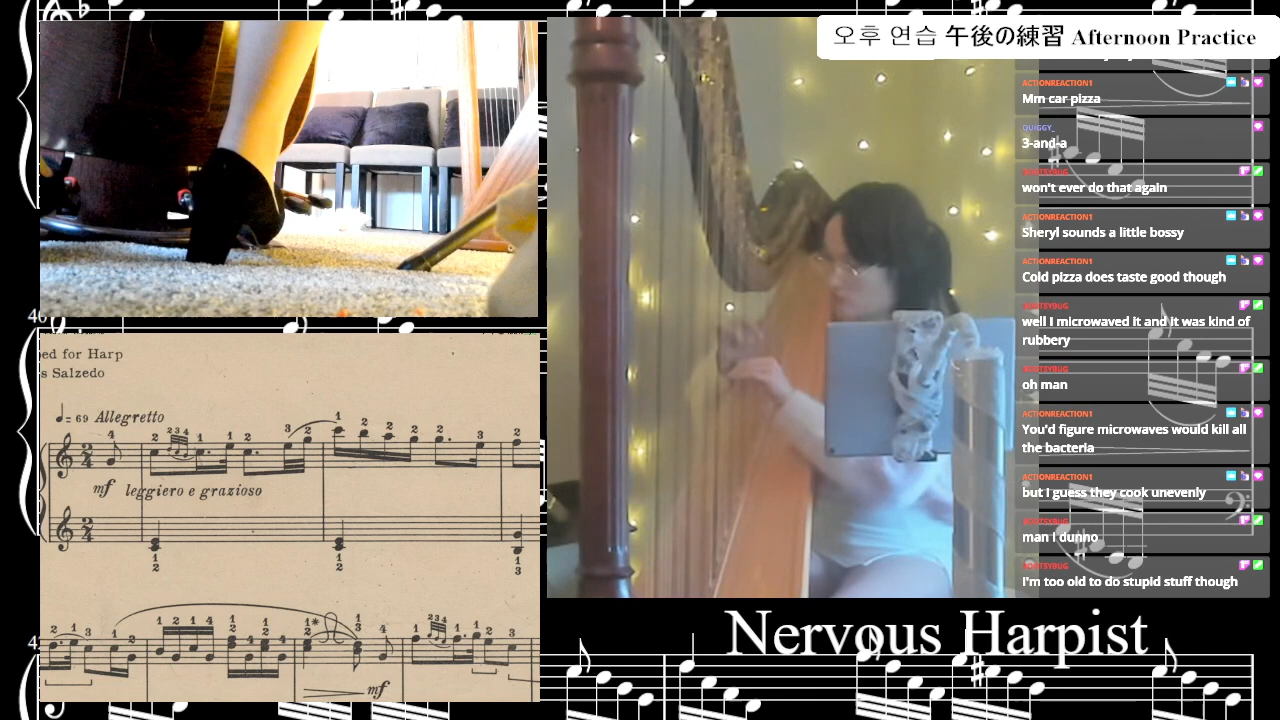 오후 연습 午後の練習 Afternoon Practice
ACTIONREACTION1
Mm car pizza
QUIGGY_
3-and-a
won't ever do that again
ACTIONREACTION1
Sheryl sounds a little bossy
ACTIONREACTION1
Cold pizza does taste good though
well I microwaved it and it was kind of
rubbery
oh man
ACTIONREACTION1
You'd figure microwaves would kill all
the bacteria
ACTIONREACTION1
but I guess they cook unevenly
man I dunno
I'm too old to do stupid stuff though
ed for Harp
s Salzedo
= 69 Allegretto
mf leggiero e grazioso
mf
Nervous Harpist